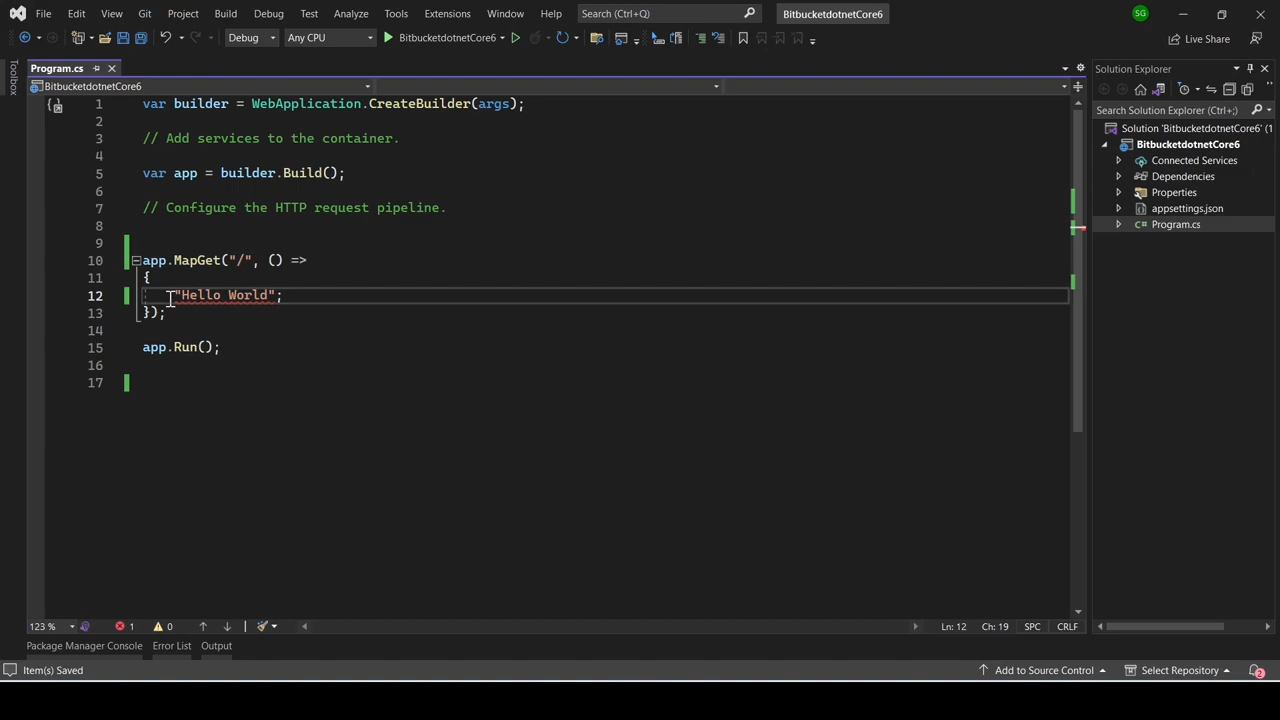 File Edit View Git Project Build Debug Test Analyze Tools Extensions Window Help Search (Ctrl+Q) BitbucketdotnetCore6 SG
Debug Any CPU BitbucketdotnetCore6 Live Share
Toolbox
Program.cs
BitbucketdotnetCore6
1 var builder = WebApplication.CreateBuilder(args);
2
3 // Add services to the container.
4
5 var app = builder.Build();
6
7 // Configure the HTTP request pipeline.
8
9
10 app.MapGet("/", () =>
11 {
12 "Hello World";
13 });
14
15 app.Run();
16
17
Solution Explorer
Search Solution Explorer (Ctrl+;)
Solution 'BitbucketdotnetCore6' (1
BitbucketdotnetCore6
Connected Services
Dependencies
Properties
appsettings.json
C# Program.cs
123 % 1 0 Ln: 12 Ch: 19 SPC CRLF
Package Manager Console Error List Output
Item(s) Saved Add to Source Control Select Repository 2